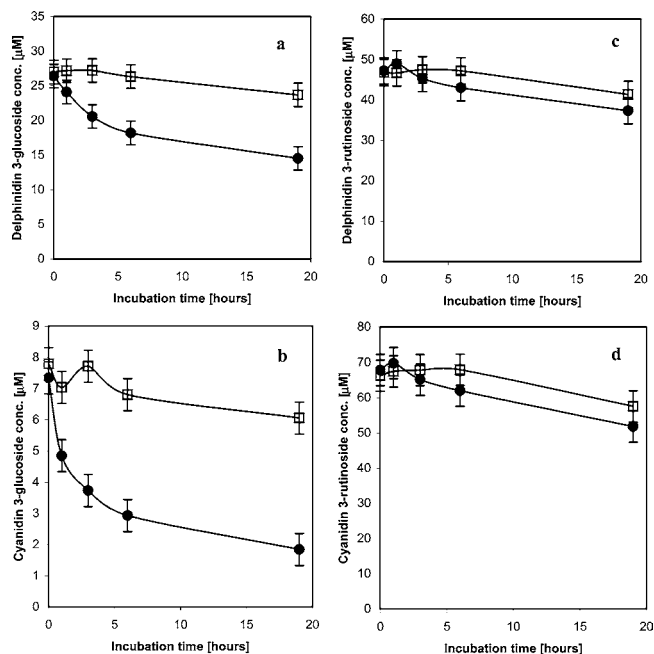 Delphinidin 3-glucoside conc. [µM]
35
30
25
20
15
10
5
0
a
0 5 10 15 20
Incubation time [hours]
Delphinidin 3-rutinoside conc. [µM]
60
50
40
30
20
10
0
c
0 5 10 15 20
Incubation time [hours]
Cyanidin 3-glucoside conc. [µM]
9
8
7
6
5
4
3
2
1
0
b
0 5 10 15 20
Incubation time [hours]
Cyanidin 3-rutinoside conc. [µM]
80
70
60
50
40
30
20
10
0
d
0 5 10 15 20
Incubation time [hours]